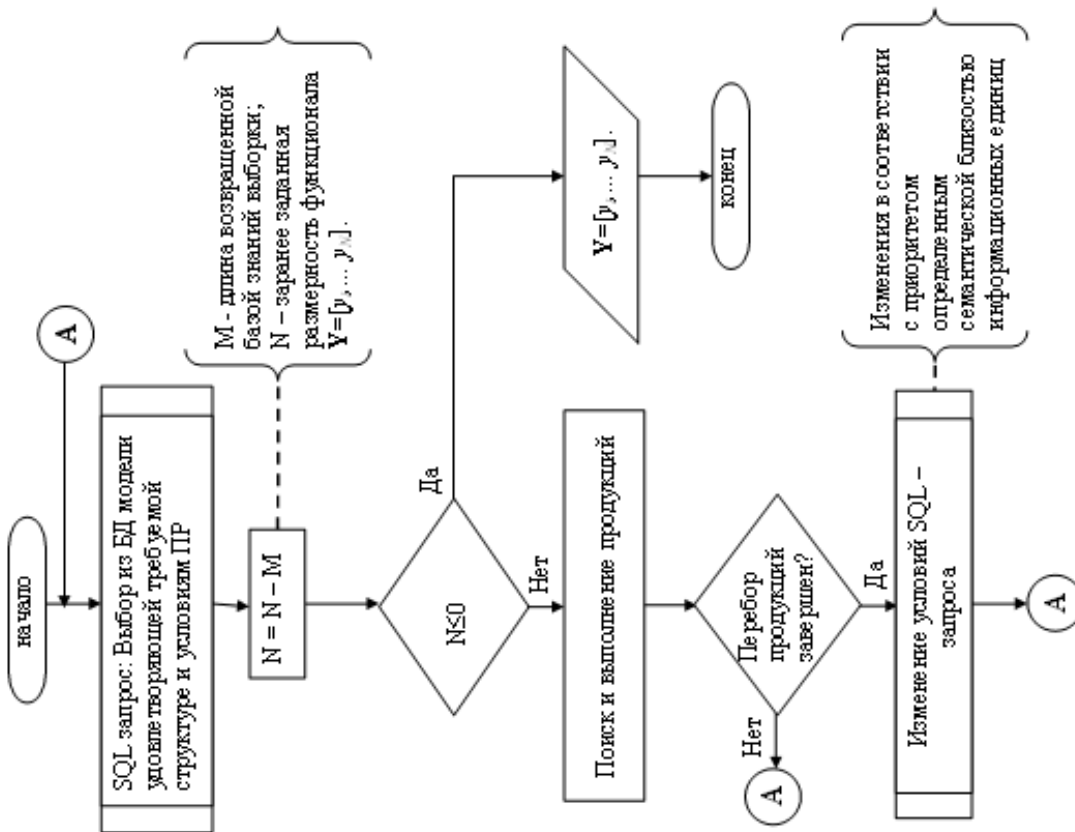 начало
A
SQL запрос: Выбор из БД модели
удовлетворяющей требуемой
структуре и условиям ПР
N = N – M
M - длина возвращенной
базой знаний выборки;
N – заранее заданная
размерность функционала
Y=[y, ... y_N].
N≤0
Да
Нет
Y=[y, ... y_N].
конец
Поиск и выполнение продукций
Перебор
продукций
завершен?
Нет
A
Да
Изменение условий SQL –
запроса
Изменения в соответствии
с приоритетом
определенным
семантической близостью
информационных единиц
A